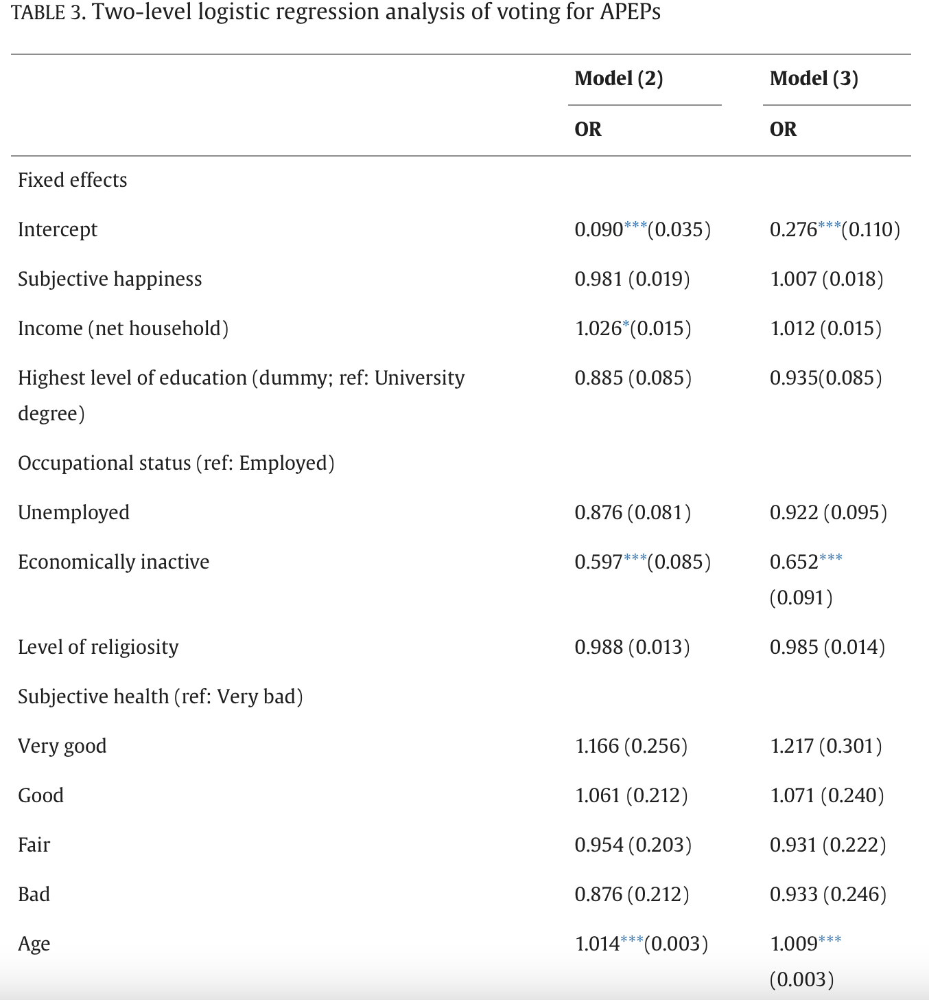 TABLE 3. Two-level logistic regression analysis of voting for APEPs
Model (2) Model (3)
OR OR
Fixed effects
Intercept 0.090***(0.035) 0.276***(0.110)
Subjective happiness 0.981 (0.019) 1.007 (0.018)
Income (net household) 1.026*(0.015) 1.012 (0.015)
Highest level of education (dummy; ref: University 0.885 (0.085) 0.935(0.085)
degree)
Occupational status (ref: Employed)
Unemployed 0.876 (0.081) 0.922 (0.095)
Economically inactive 0.597***(0.085) 0.652***
(0.091)
Level of religiosity 0.988 (0.013) 0.985 (0.014)
Subjective health (ref: Very bad)
Very good 1.166 (0.256) 1.217 (0.301)
Good 1.061 (0.212) 1.071 (0.240)
Fair 0.954 (0.203) 0.931 (0.222)
Bad 0.876 (0.212) 0.933 (0.246)
Age 1.014***(0.003) 1.009***
(0.003)